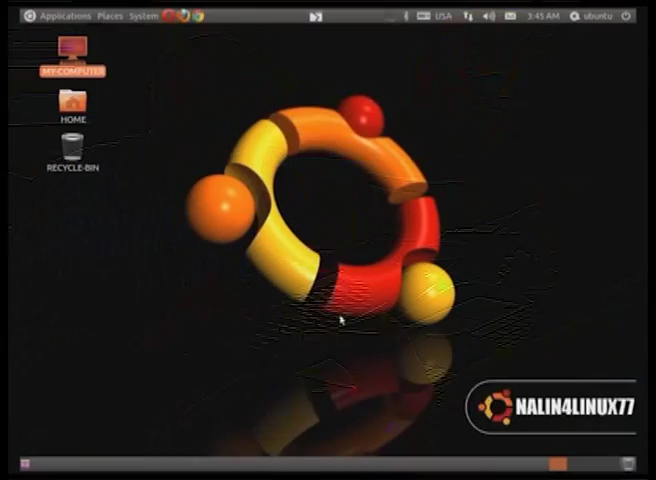 Applications Places System USA 3:45 AM ubuntu
MY-COMPUTER
HOME
RECYCLE-BIN
NALIN4LINUX77